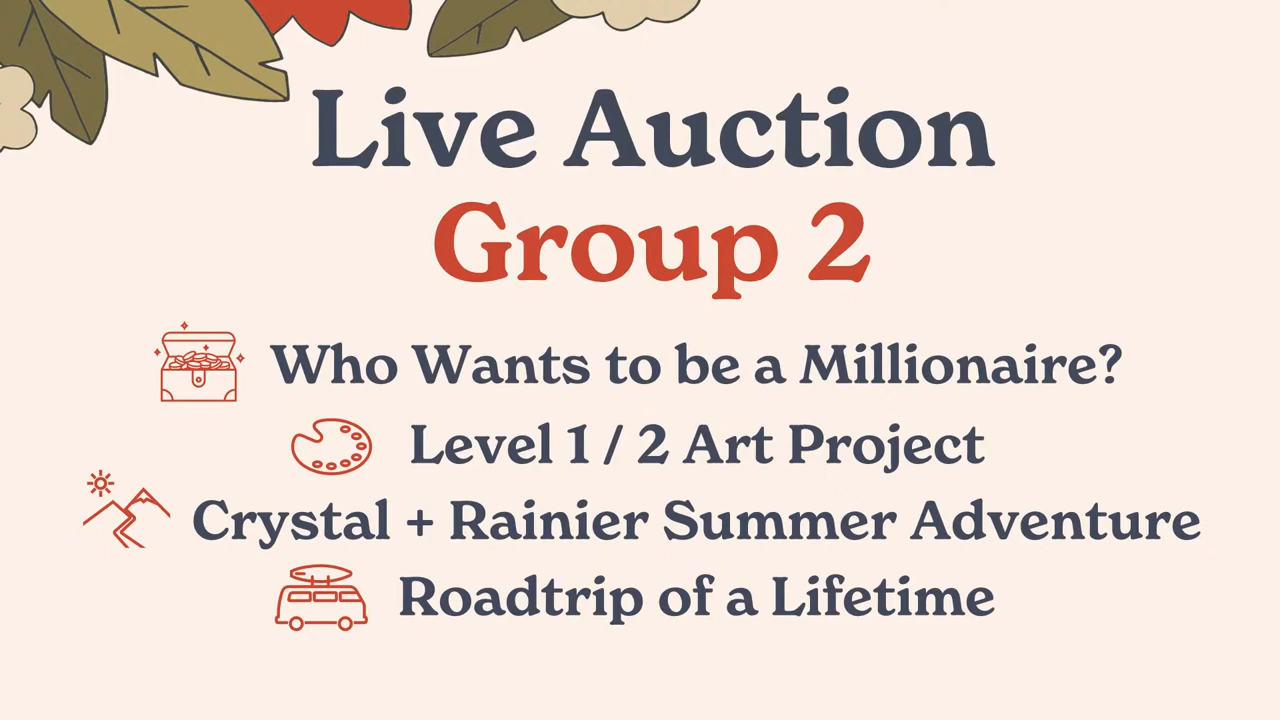 Live Auction
Group 2
Who Wants to be a Millionaire?
Level 1 / 2 Art Project
Crystal + Rainier Summer Adventure
Roadtrip of a Lifetime